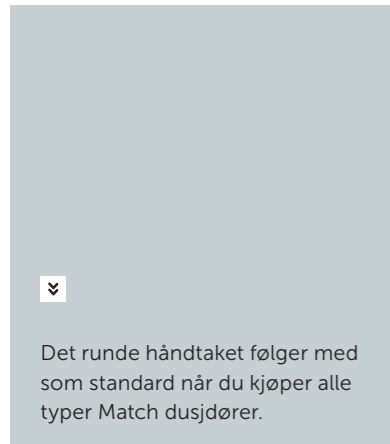 Det runde håndtaket følger med
som standard når du kjøper alle
typer Match dusjdører.